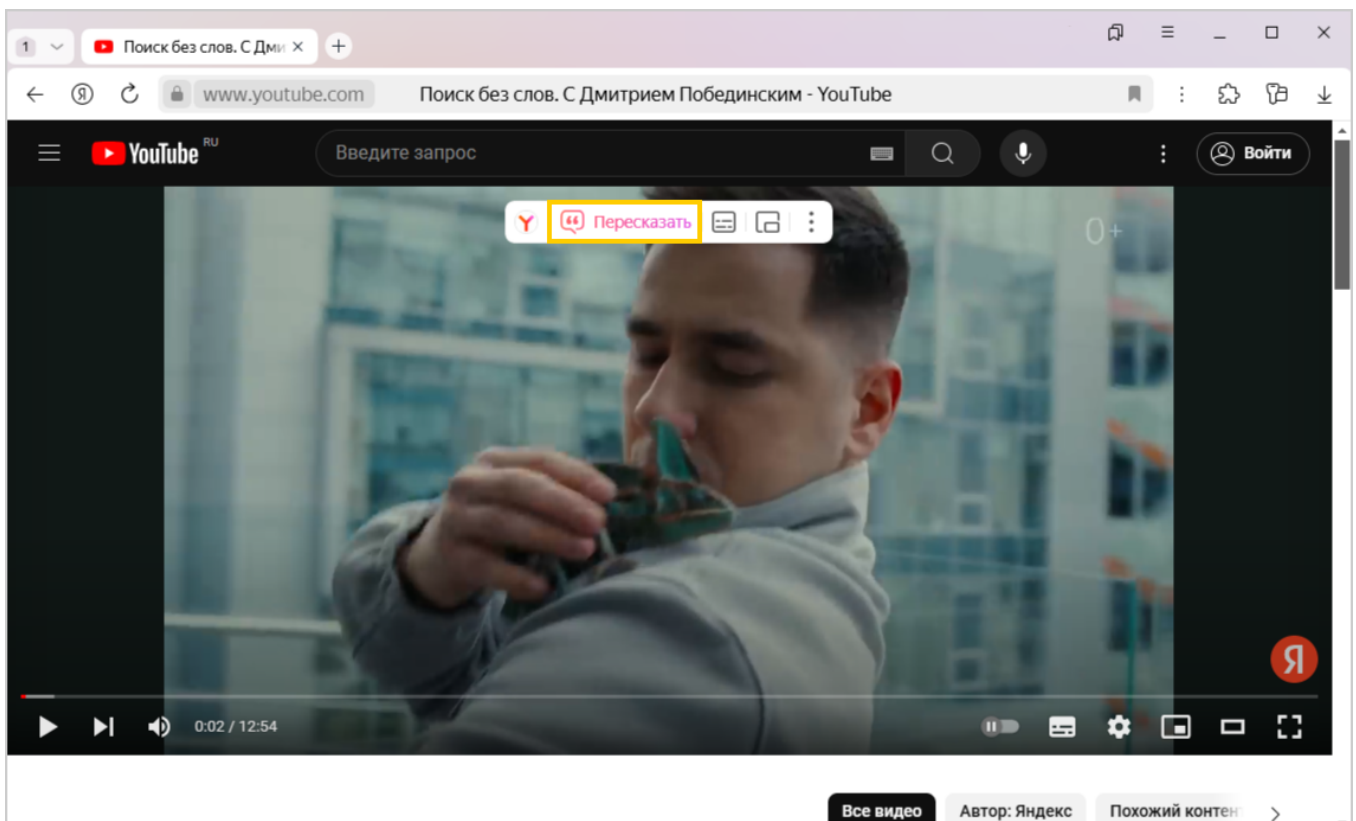 1
Поиск без слов. С Дми
www.youtube.com
Поиск без слов. С Дмитрием Побединским - YouTube
YouTube RU
Введите запрос
Войти
Пересказать
0+
Я
0:02 / 12:54
Все видео
Автор: Яндекс
Похожий контен